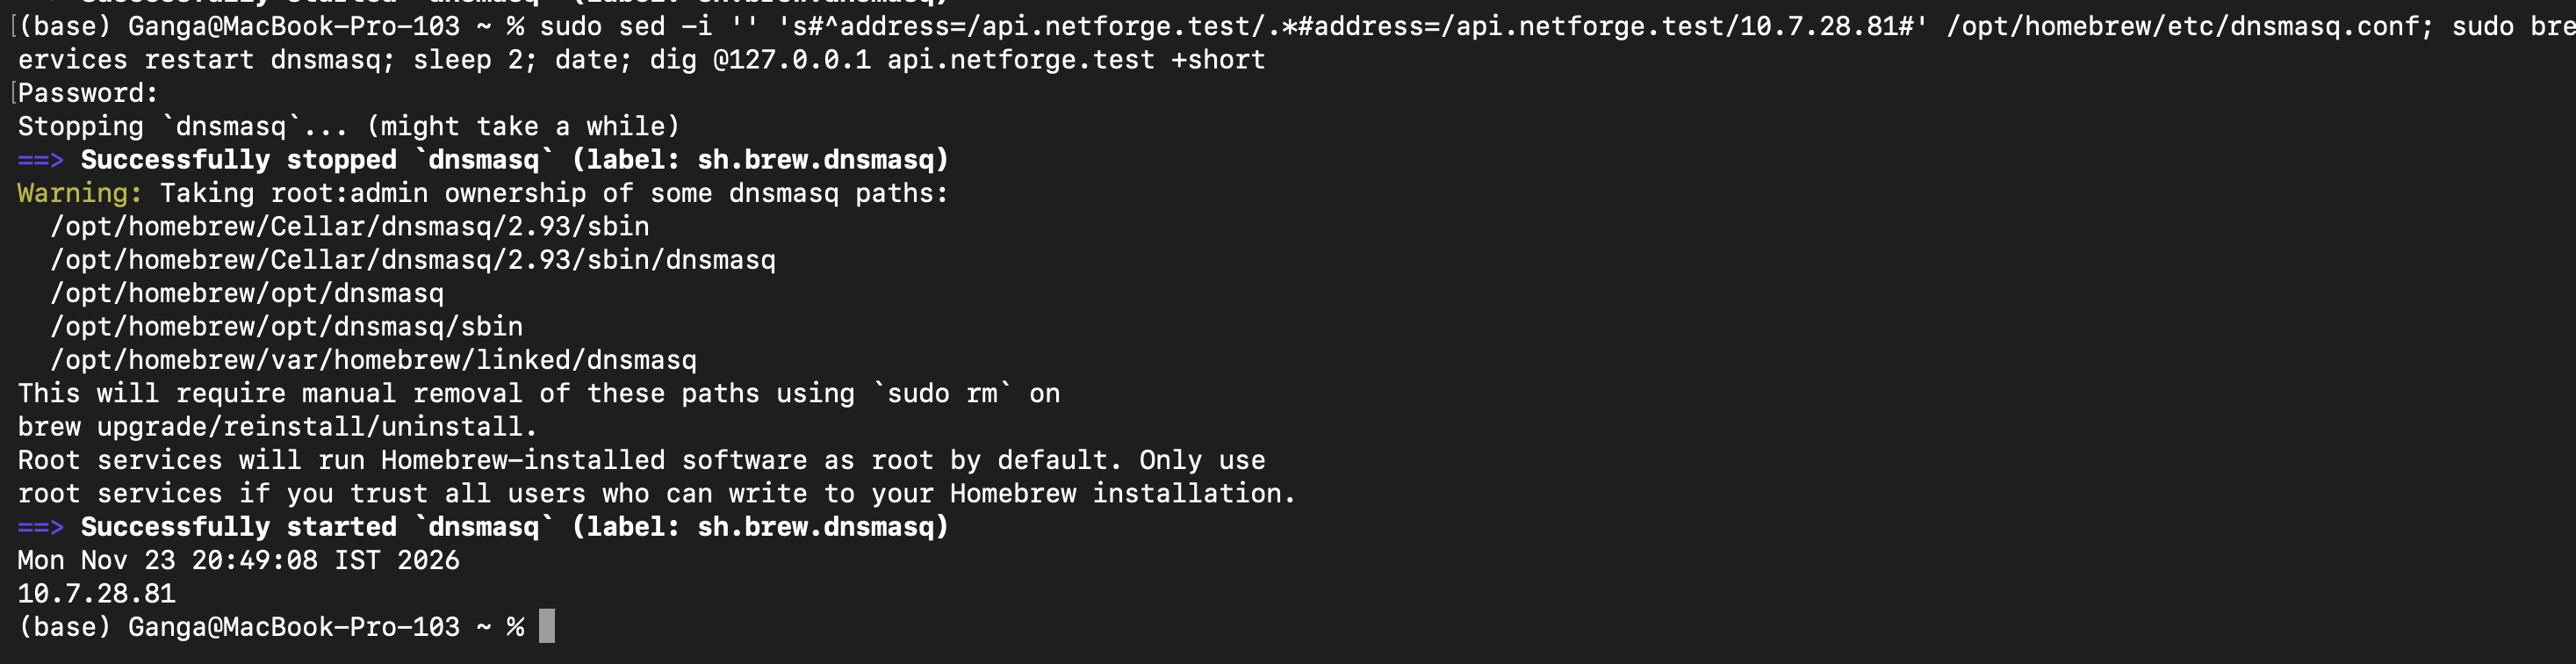 ==> Successfully started `dnsmasq` (label: sh.brew.dnsmasq)
[(base) Ganga@MacBook-Pro-103 ~ % sudo sed -i '' 's#^address=/api.netforge.test/.*#address=/api.netforge.test/10.7.28.81#' /opt/homebrew/etc/dnsmasq.conf; sudo bre
ervices restart dnsmasq; sleep 2; date; dig @127.0.0.1 api.netforge.test +short
[Password:
Stopping `dnsmasq`... (might take a while)
==> Successfully stopped `dnsmasq` (label: sh.brew.dnsmasq)
Warning: Taking root:admin ownership of some dnsmasq paths:
  /opt/homebrew/Cellar/dnsmasq/2.93/sbin
  /opt/homebrew/Cellar/dnsmasq/2.93/sbin/dnsmasq
  /opt/homebrew/opt/dnsmasq
  /opt/homebrew/opt/dnsmasq/sbin
  /opt/homebrew/var/homebrew/linked/dnsmasq
This will require manual removal of these paths using `sudo rm` on
brew upgrade/reinstall/uninstall.
Root services will run Homebrew-installed software as root by default. Only use
root services if you trust all users who can write to your Homebrew installation.
==> Successfully started `dnsmasq` (label: sh.brew.dnsmasq)
Mon Nov 23 20:49:08 IST 2026
10.7.28.81
(base) Ganga@MacBook-Pro-103 ~ %